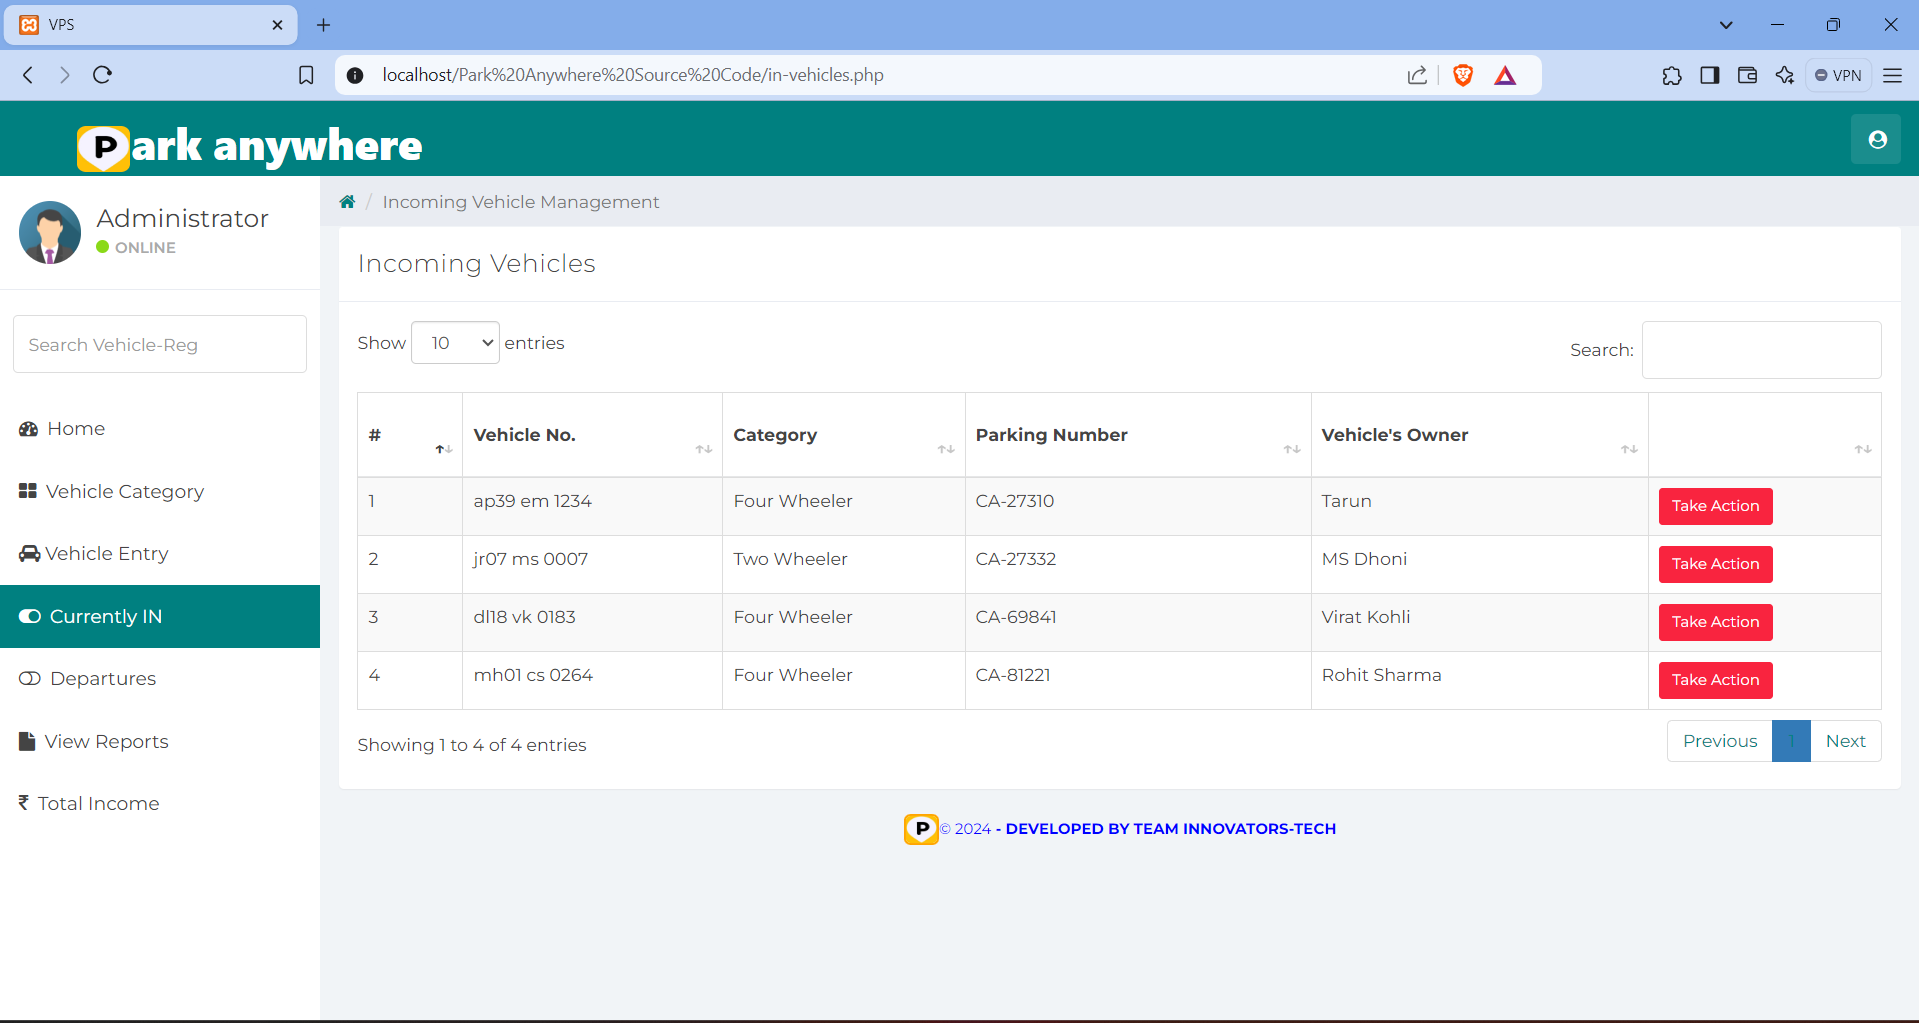 VPS
localhost/Park%20Anywhere%20Source%20Code/in-vehicles.php
VPN
Park anywhere
Administrator
ONLINE
Search Vehicle-Reg
Home
Vehicle Category
Vehicle Entry
Currently IN
Departures
View Reports
₹ Total Income
/ Incoming Vehicle Management
Incoming Vehicles
Show 10 entries
Search:
# Vehicle No. Category Parking Number Vehicle's Owner
1 ap39 em 1234 Four Wheeler CA-27310 Tarun Take Action
2 jr07 ms 0007 Two Wheeler CA-27332 MS Dhoni Take Action
3 dl18 vk 0183 Four Wheeler CA-69841 Virat Kohli Take Action
4 mh01 cs 0264 Four Wheeler CA-81221 Rohit Sharma Take Action
Showing 1 to 4 of 4 entries
Previous 1 Next
P © 2024 - DEVELOPED BY TEAM INNOVATORS-TECH